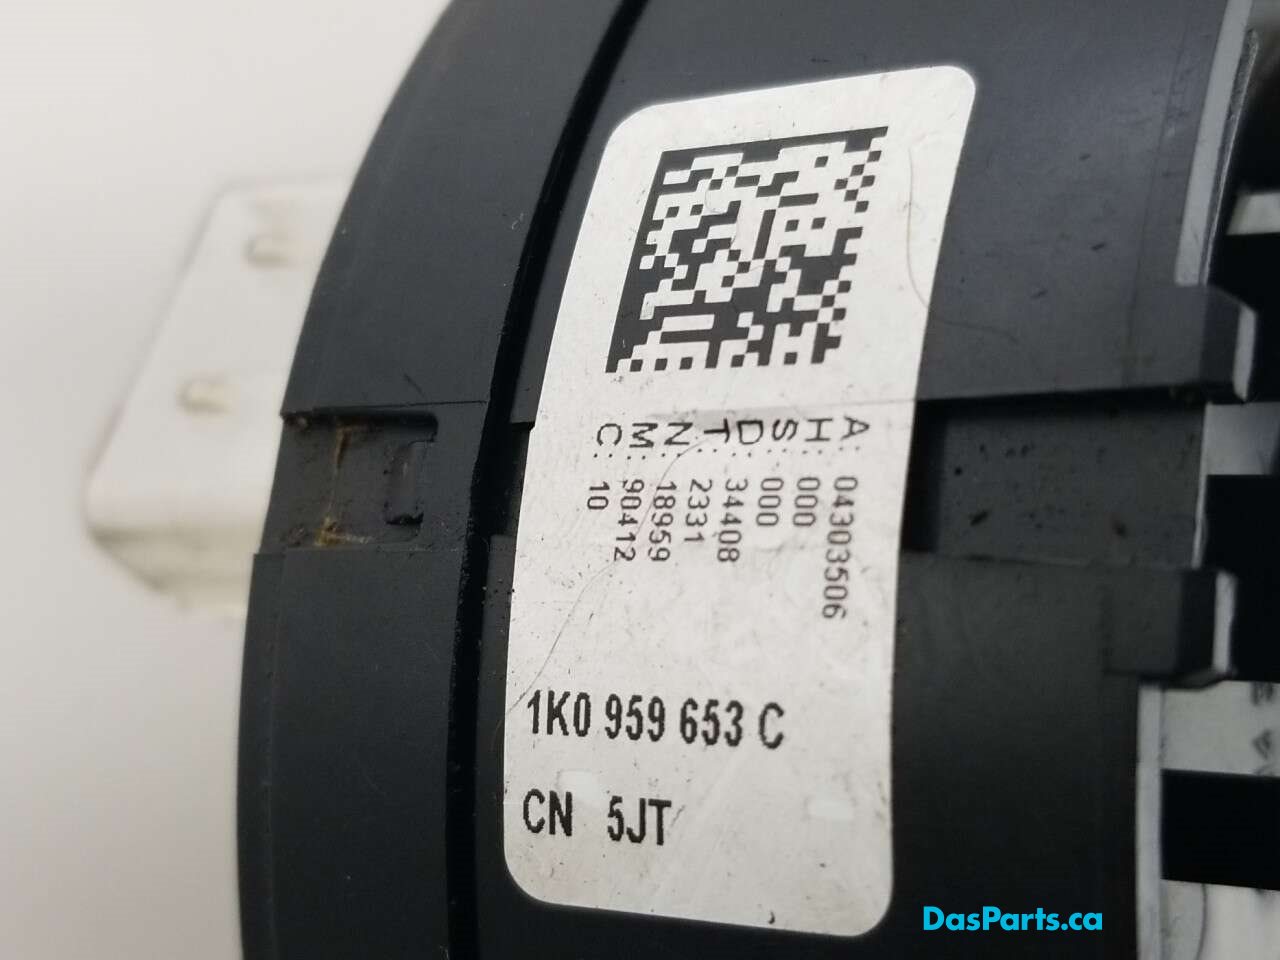 A: 04303506
H: 000
S: 000
D: 34408
T: 2331
N: 18959
M: 90412
C: 10
1K0 959 653 C
CN 5JT
DasParts.ca